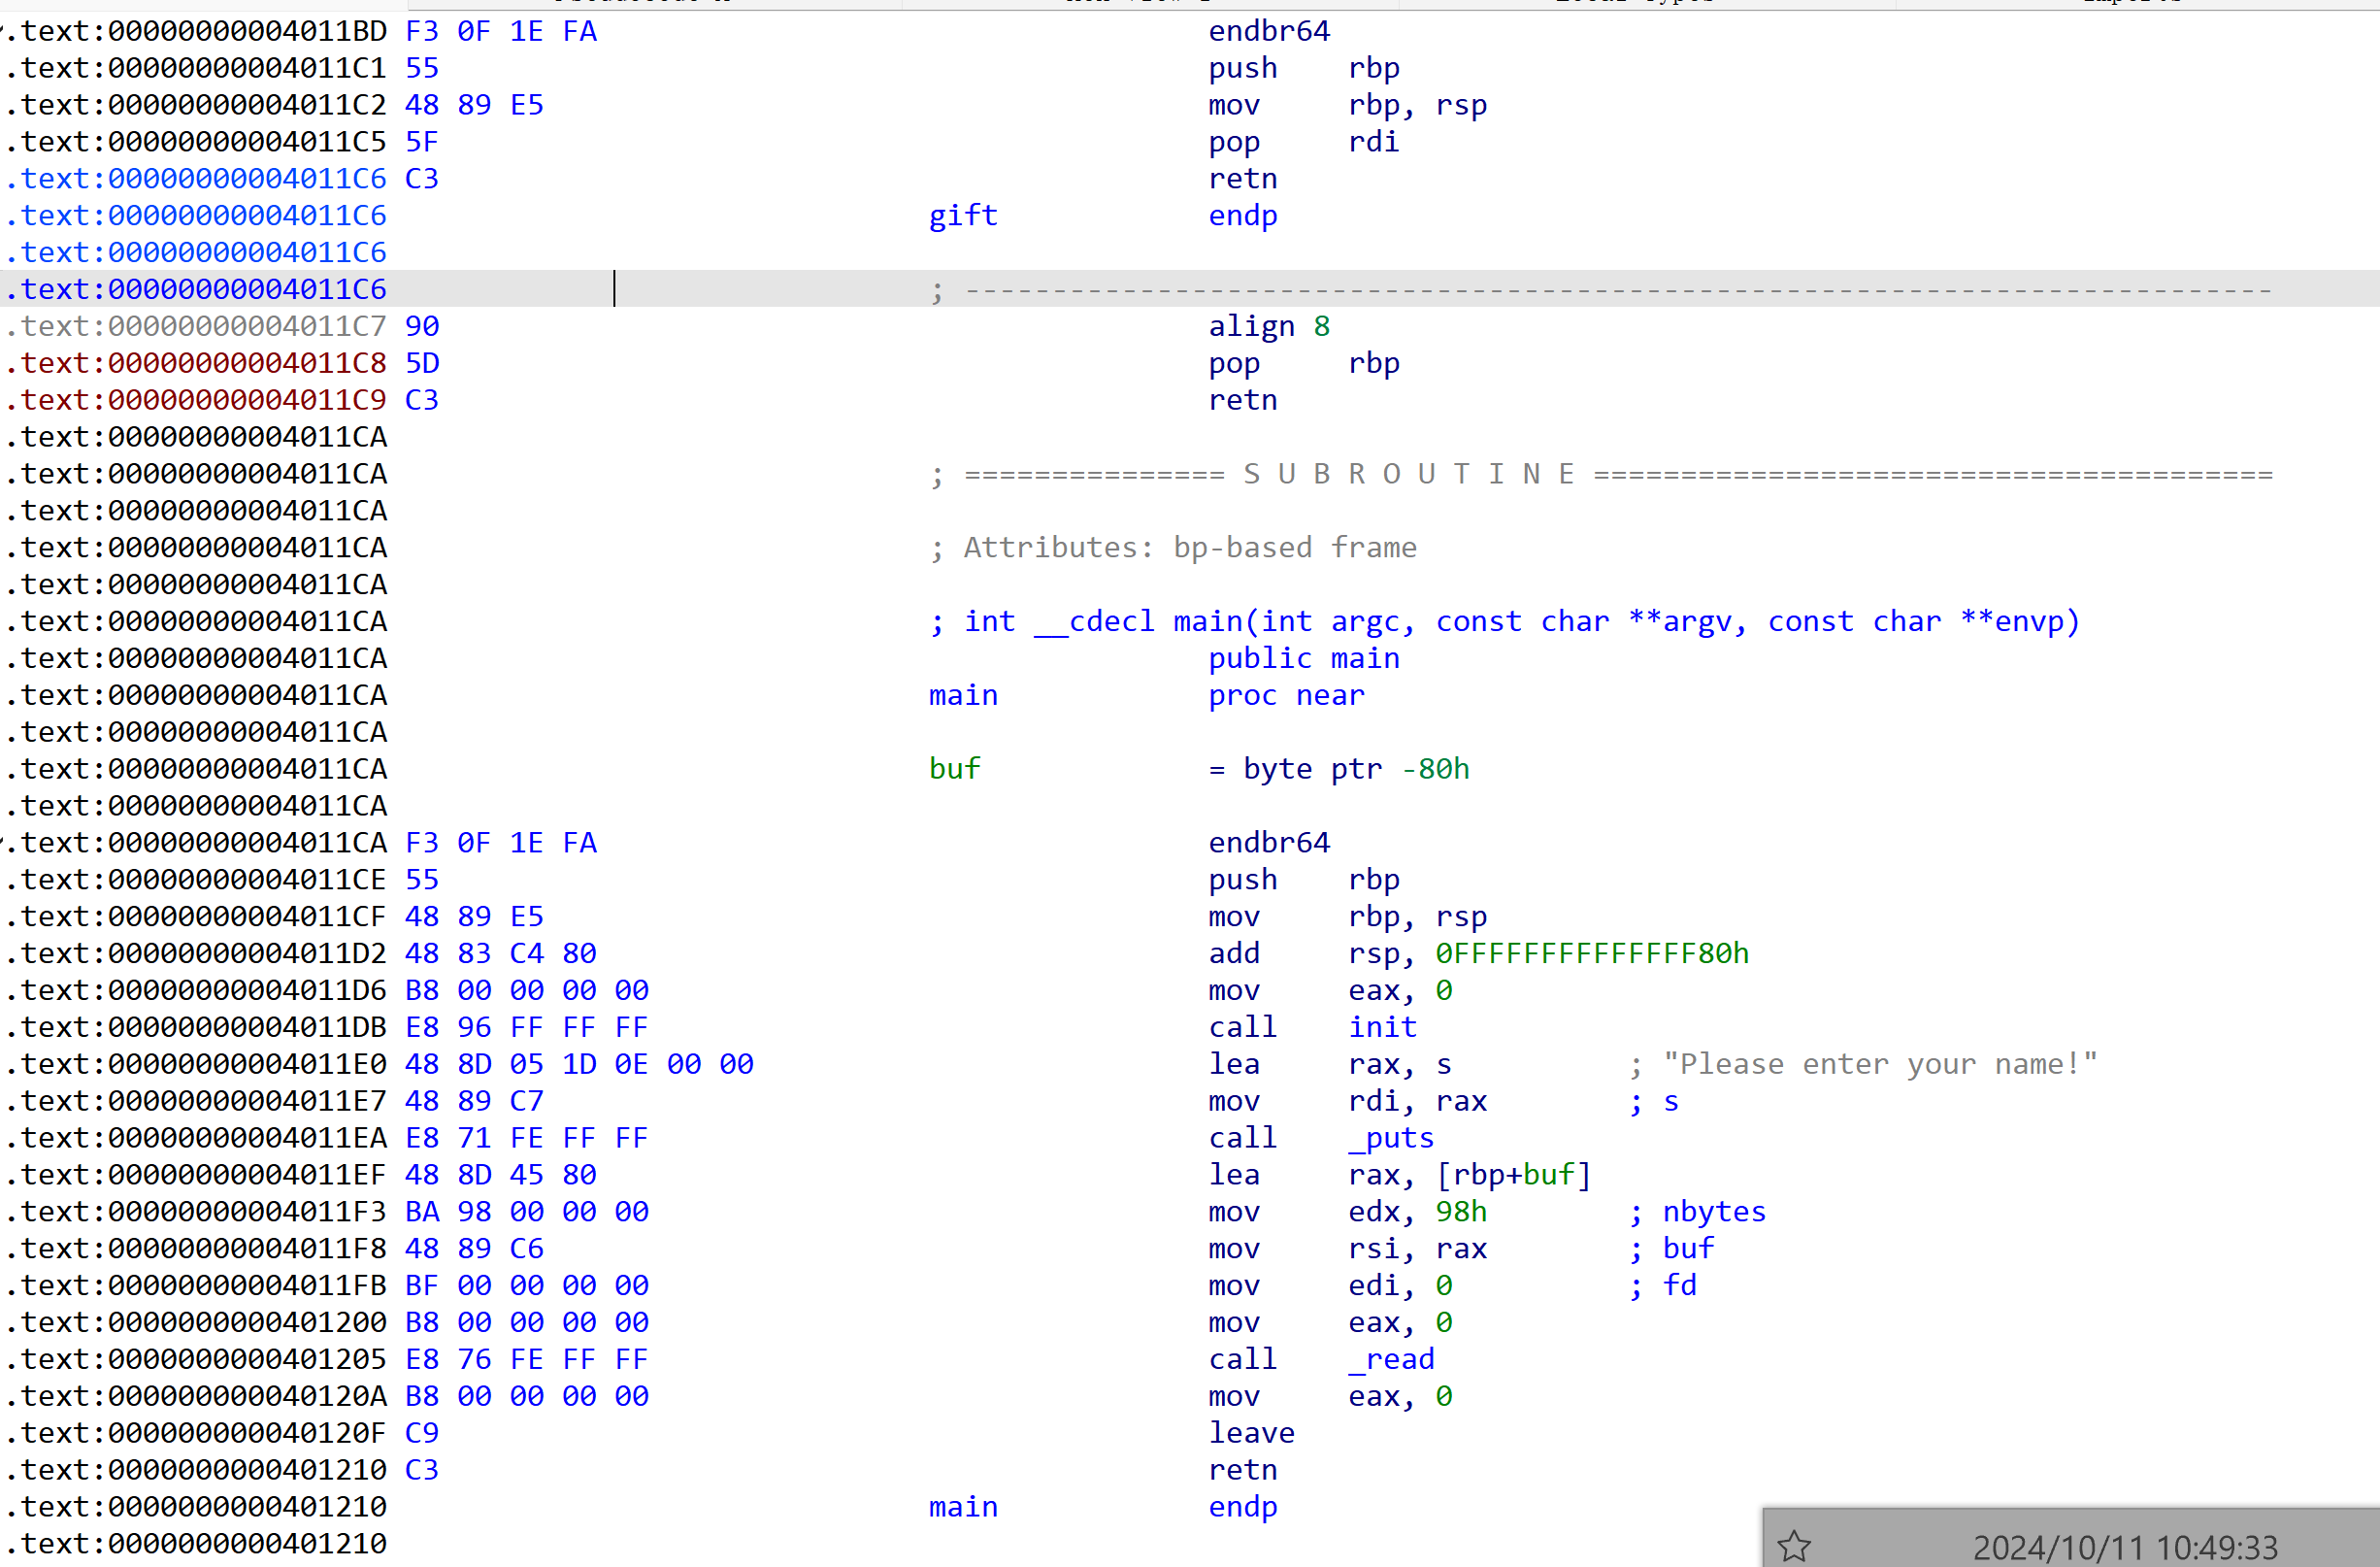 .text:00000000004011BD F3 0F 1E FA endbr64
.text:00000000004011C1 55 push rbp
.text:00000000004011C2 48 89 E5 mov rbp, rsp
.text:00000000004011C5 5F pop rdi
.text:00000000004011C6 C3 retn
.text:00000000004011C6 gift endp
.text:00000000004011C6
.text:00000000004011C6 ; ---------------------------------------------------------------------------
.text:00000000004011C7 90 align 8
.text:00000000004011C8 5D pop rbp
.text:00000000004011C9 C3 retn
.text:00000000004011CA
.text:00000000004011CA ; =============== S U B R O U T I N E =======================================
.text:00000000004011CA
.text:00000000004011CA ; Attributes: bp-based frame
.text:00000000004011CA
.text:00000000004011CA ; int __cdecl main(int argc, const char **argv, const char **envp)
.text:00000000004011CA public main
.text:00000000004011CA main proc near
.text:00000000004011CA
.text:00000000004011CA buf = byte ptr -80h
.text:00000000004011CA
.text:00000000004011CA F3 0F 1E FA endbr64
.text:00000000004011CE 55 push rbp
.text:00000000004011CF 48 89 E5 mov rbp, rsp
.text:00000000004011D2 48 83 C4 80 add rsp, 0FFFFFFFFFFFFFF80h
.text:00000000004011D6 B8 00 00 00 00 mov eax, 0
.text:00000000004011DB E8 96 FF FF FF call init
.text:00000000004011E0 48 8D 05 1D 0E 00 00 lea rax, s ; "Please enter your name!"
.text:00000000004011E7 48 89 C7 mov rdi, rax ; s
.text:00000000004011EA E8 71 FE FF FF call _puts
.text:00000000004011EF 48 8D 45 80 lea rax, [rbp+buf]
.text:00000000004011F3 BA 98 00 00 00 mov edx, 98h ; nbytes
.text:00000000004011F8 48 89 C6 mov rsi, rax ; buf
.text:00000000004011FB BF 00 00 00 00 mov edi, 0 ; fd
.text:0000000000401200 B8 00 00 00 00 mov eax, 0
.text:0000000000401205 E8 76 FE FF FF call _read
.text:000000000040120A B8 00 00 00 00 mov eax, 0
.text:000000000040120F C9 leave
.text:0000000000401210 C3 retn
.text:0000000000401210 main endp
.text:0000000000401210
2024/10/11 10:49:33